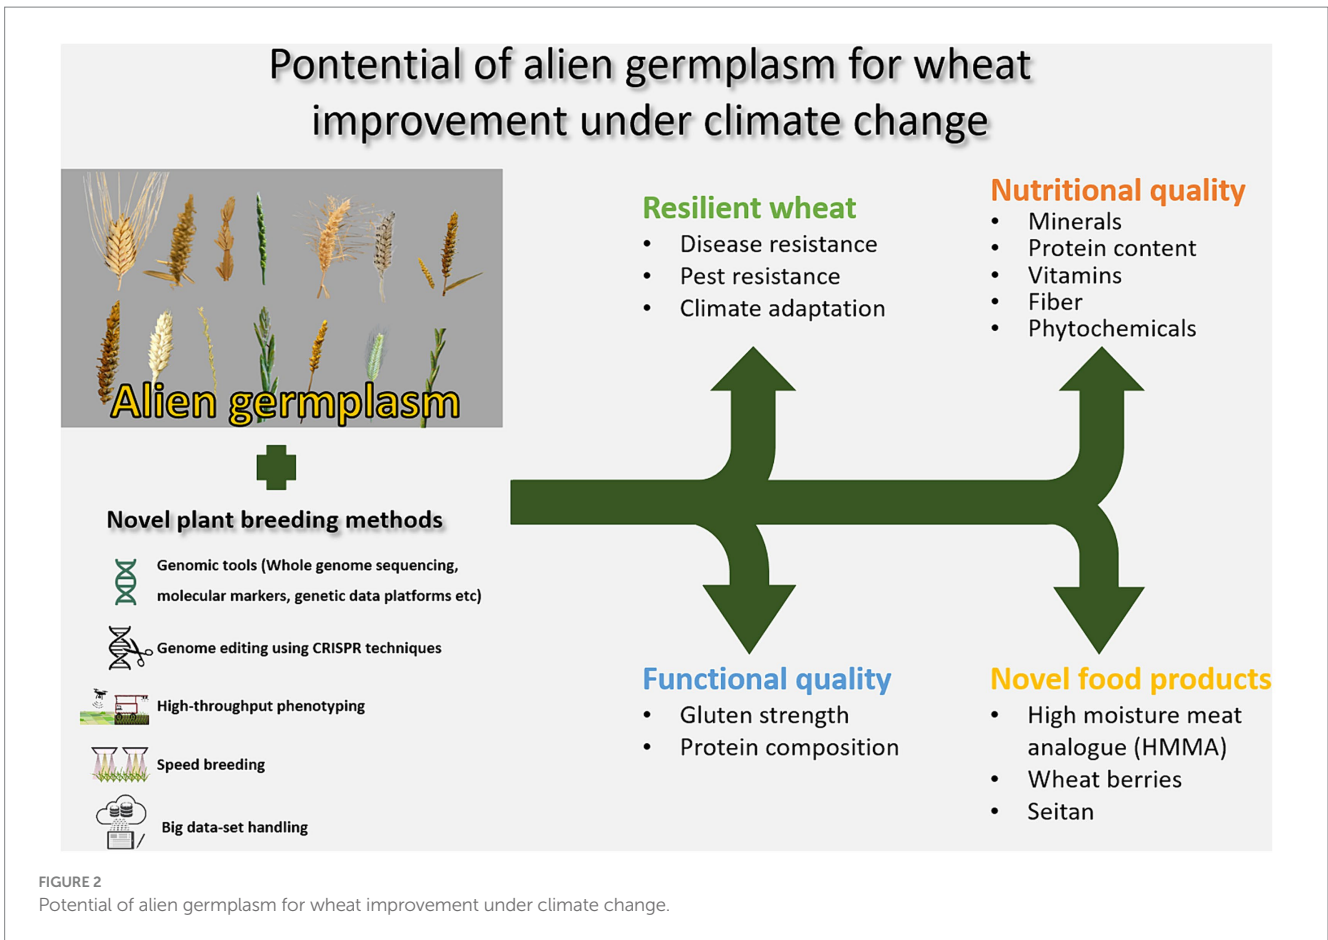 Pontential of alien germplasm for wheat
improvement under climate change
Alien germplasm
Novel plant breeding methods
Genomic tools (Whole genome sequencing,
molecular markers, genetic data platforms etc)
Genome editing using CRISPR techniques
High-throughput phenotyping
Speed breeding
Big data-set handling
Resilient wheat
• Disease resistance
• Pest resistance
• Climate adaptation
Nutritional quality
• Minerals
• Protein content
• Vitamins
• Fiber
• Phytochemicals
Functional quality
• Gluten strength
• Protein composition
Novel food products
• High moisture meat
analogue (HMMA)
• Wheat berries
• Seitan
FIGURE 2
Potential of alien germplasm for wheat improvement under climate change.